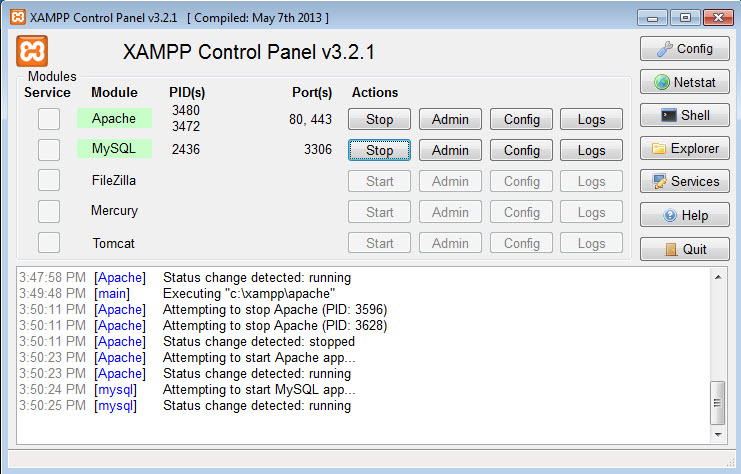 XAMPP Control Panel v3.2.1 [ Compiled: May 7th 2013 ]
XAMPP Control Panel v3.2.1
Config
Modules
Service Module PID(s) Port(s) Actions
Netstat
Apache 3480 3472 80, 443 Stop Admin Config Logs
Shell
MySQL 2436 3306 Stop Admin Config Logs
Explorer
FileZilla Start Admin Config Logs
Services
Mercury Start Admin Config Logs
Help
Tomcat Start Admin Config Logs
Quit
3:47:58 PM [Apache] Status change detected: running
3:49:48 PM [main] Executing "c:\xampp\apache"
3:50:11 PM [Apache] Attempting to stop Apache (PID: 3596)
3:50:11 PM [Apache] Attempting to stop Apache (PID: 3628)
3:50:11 PM [Apache] Status change detected: stopped
3:50:23 PM [Apache] Attempting to start Apache app...
3:50:23 PM [Apache] Status change detected: running
3:50:24 PM [mysql] Attempting to start MySQL app...
3:50:25 PM [mysql] Status change detected: running